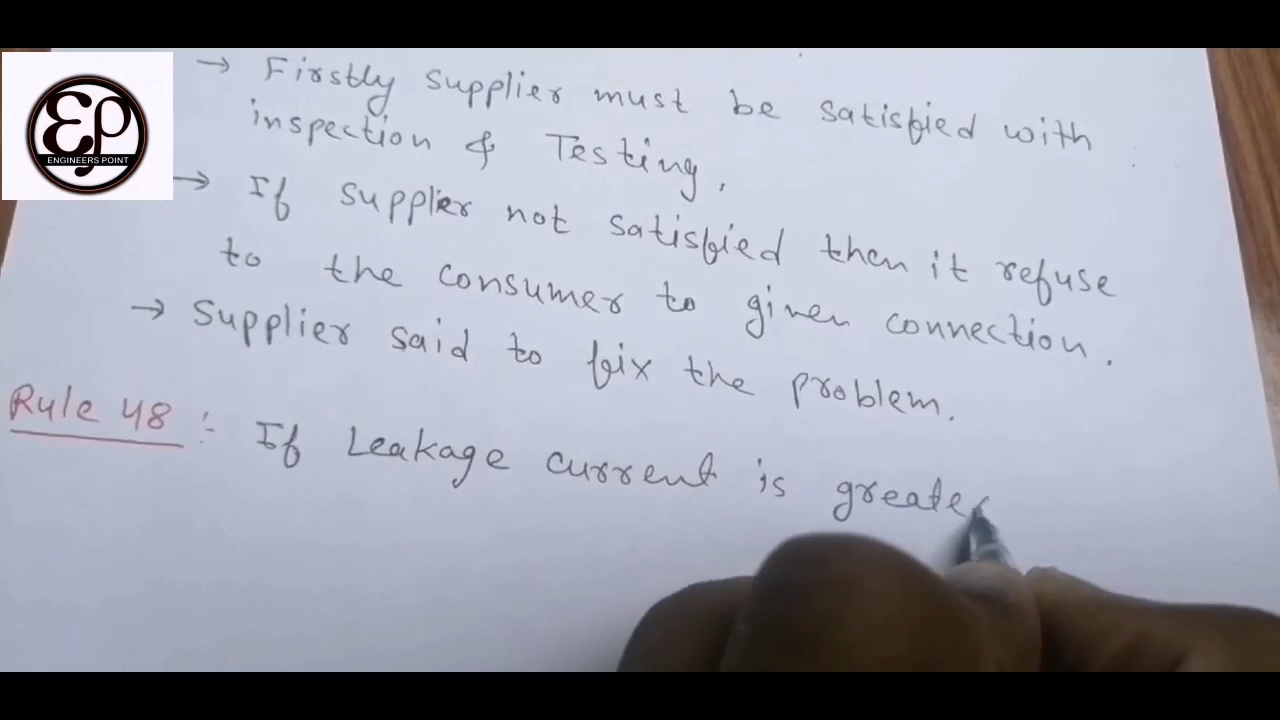 EP
ENGINEERS POINT
→ Firstly supplier must be satisfied with
inspection & Testing.
→ If supplier not satisfied then it refuse
to the consumer to given connection.
→ Supplier said to fix the problem.
Rule 48 :- If Leakage current is greater